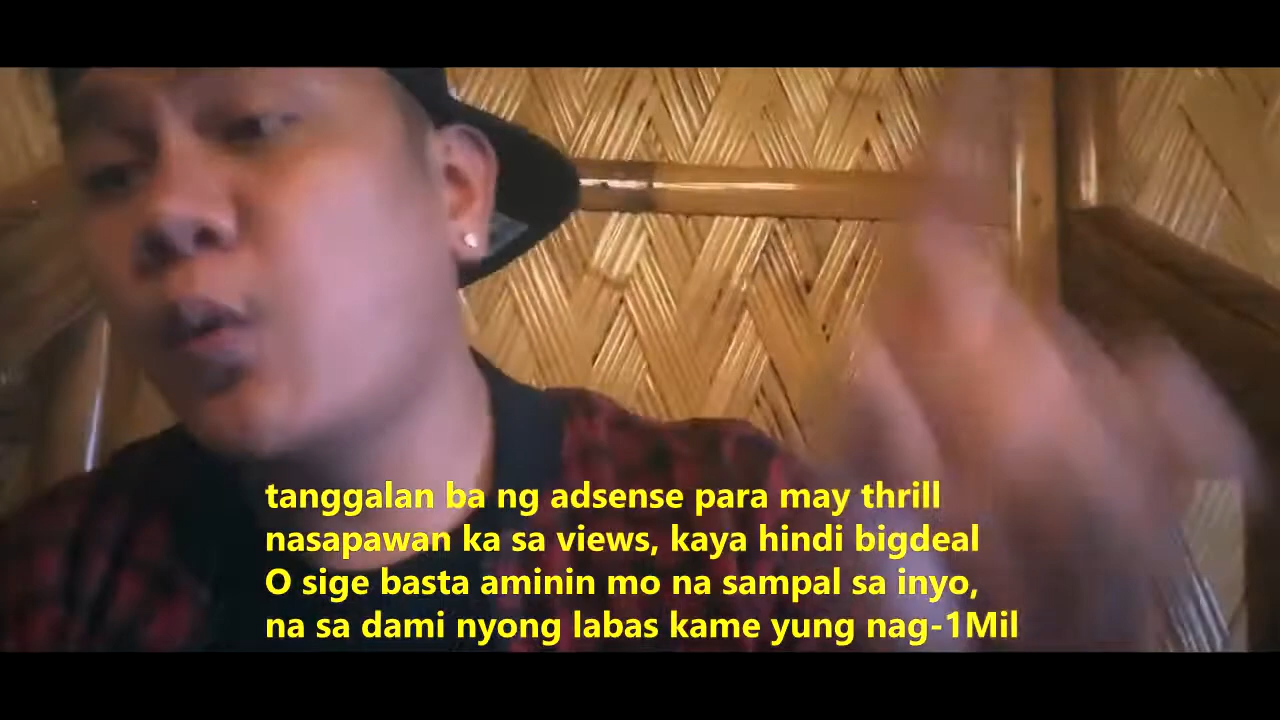 tanggalan ba ng adsense para may thrill
nasapawan ka sa views, kaya hindi bigdeal
O sige basta aminin mo na sampal sa inyo,
na sa dami nyong labas kame yung nag-1Mil